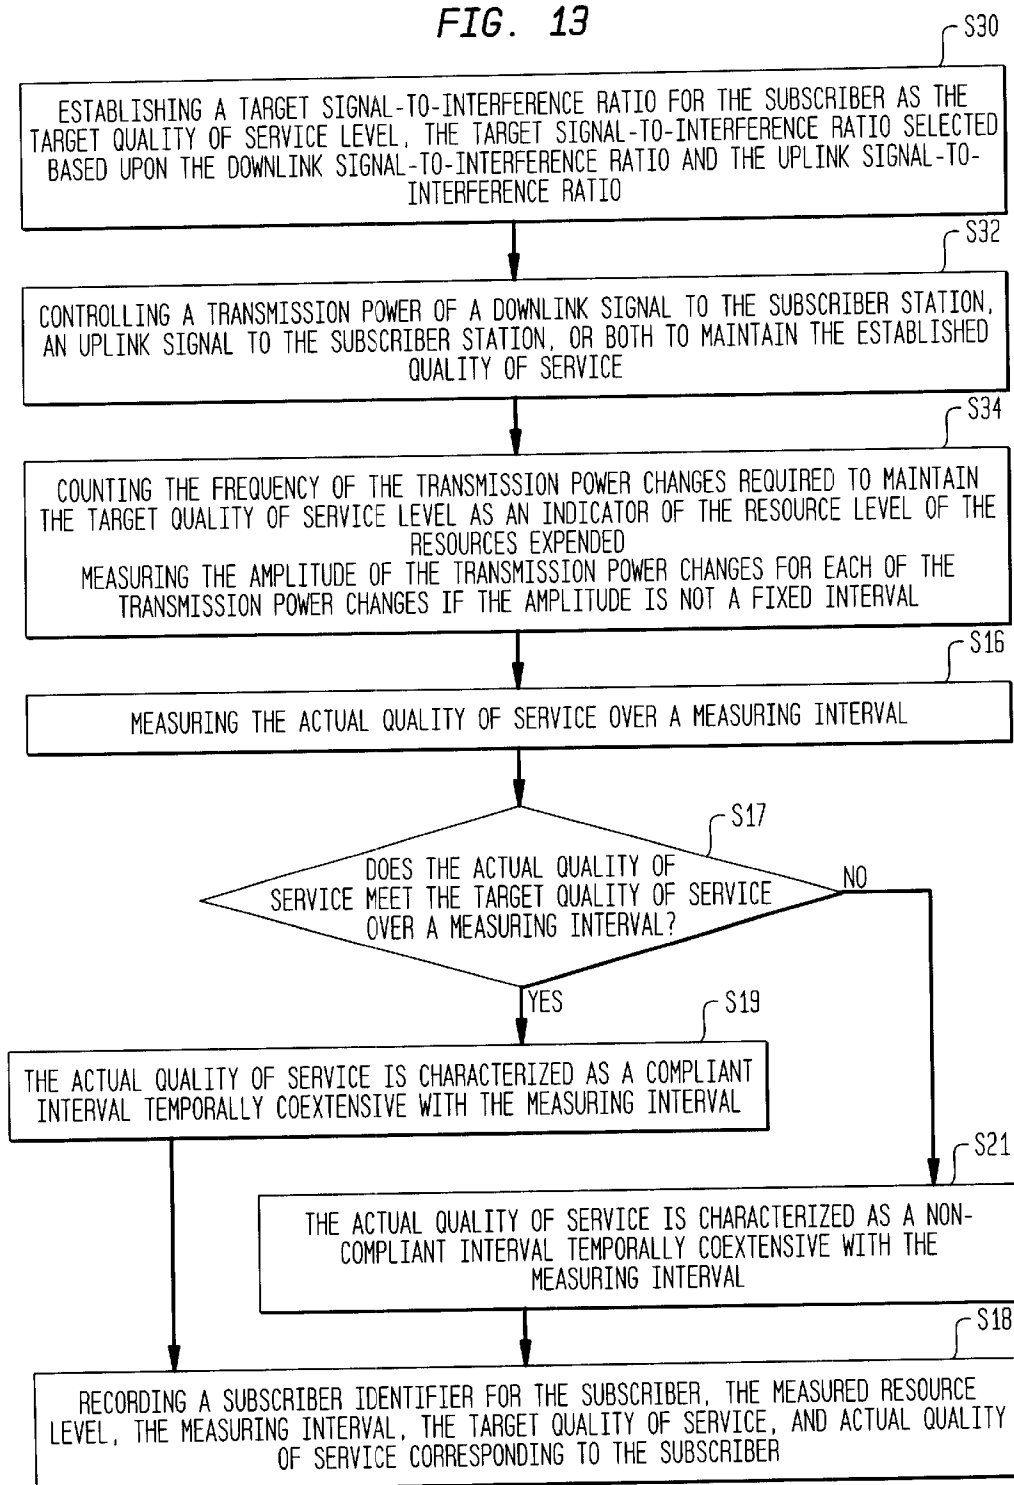 FIG. 13
S30
ESTABLISHING A TARGET SIGNAL-TO-INTERFERENCE RATIO FOR THE SUBSCRIBER AS THE
TARGET QUALITY OF SERVICE LEVEL, THE TARGET SIGNAL-TO-INTERFERENCE RATIO SELECTED
BASED UPON THE DOWNLINK SIGNAL-TO-INTERFERENCE RATIO AND THE UPLINK SIGNAL-TO-
INTERFERENCE RATIO
S32
CONTROLLING A TRANSMISSION POWER OF A DOWNLINK SIGNAL TO THE SUBSCRIBER STATION,
AN UPLINK SIGNAL TO THE SUBSCRIBER STATION, OR BOTH TO MAINTAIN THE ESTABLISHED
QUALITY OF SERVICE
S34
COUNTING THE FREQUENCY OF THE TRANSMISSION POWER CHANGES REQUIRED TO MAINTAIN
THE TARGET QUALITY OF SERVICE LEVEL AS AN INDICATOR OF THE RESOURCE LEVEL OF THE
RESOURCES EXPENDED
MEASURING THE AMPLITUDE OF THE TRANSMISSION POWER CHANGES FOR EACH OF THE
TRANSMISSION POWER CHANGES IF THE AMPLITUDE IS NOT A FIXED INTERVAL
S16
MEASURING THE ACTUAL QUALITY OF SERVICE OVER A MEASURING INTERVAL
S17
DOES THE ACTUAL QUALITY OF
SERVICE MEET THE TARGET QUALITY OF SERVICE
OVER A MEASURING INTERVAL?
NO
YES
S19
THE ACTUAL QUALITY OF SERVICE IS CHARACTERIZED AS A COMPLIANT
INTERVAL TEMPORALLY COEXTENSIVE WITH THE MEASURING INTERVAL
S21
THE ACTUAL QUALITY OF SERVICE IS CHARACTERIZED AS A NON-
COMPLIANT INTERVAL TEMPORALLY COEXTENSIVE WITH THE
MEASURING INTERVAL
S18
RECORDING A SUBSCRIBER IDENTIFIER FOR THE SUBSCRIBER, THE MEASURED RESOURCE
LEVEL, THE MEASURING INTERVAL, THE TARGET QUALITY OF SERVICE, AND ACTUAL QUALITY
OF SERVICE CORRESPONDING TO THE SUBSCRIBER